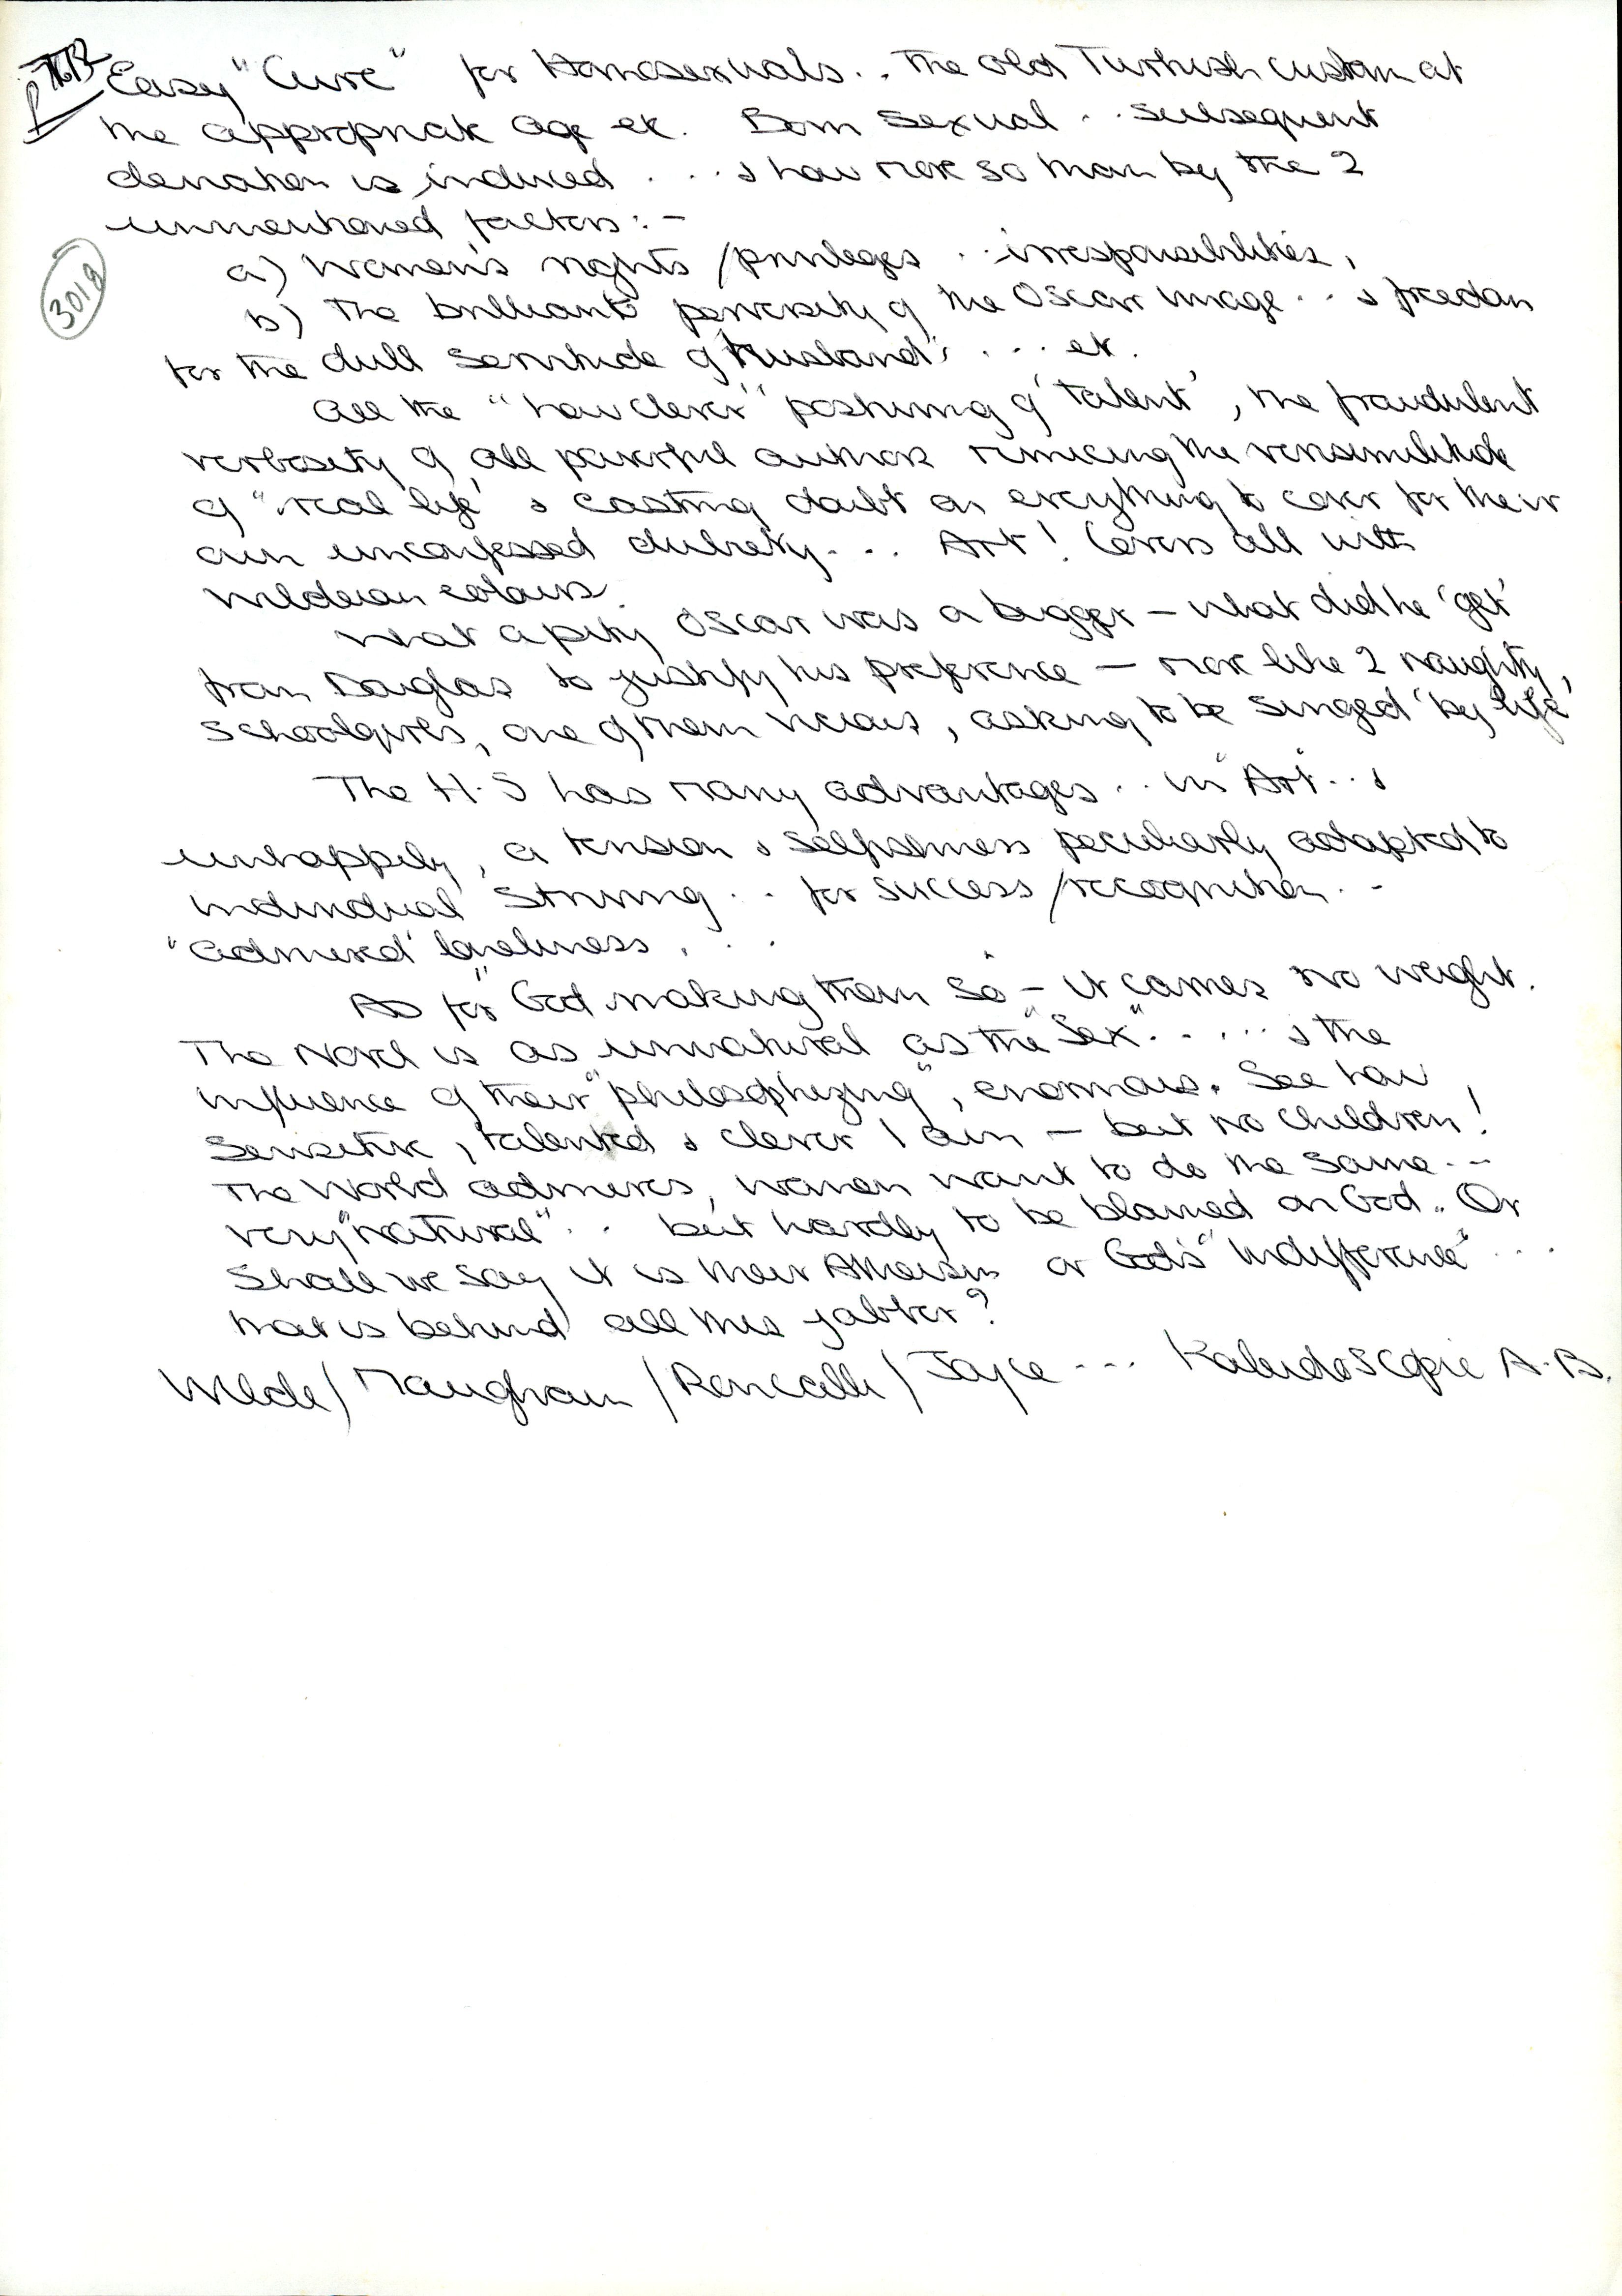 Easy "Cure" for Homosexuals.. The old Turkish custom at
the appropriate age etc. Born sexual .. subsequent
deviation is induced . ... & how more so than by the 2
unmentioned factors : -
3019
a) Women's rights / privileges .. irresponsibilities,
b) The brilliant perversity of the Oscar image .. & freedom
for the dull servitude of Husband' . ... etc.
All the "how clever" posturing of 'talent', the fraudulent
verbosity of all powerful authors mimicing the verisimilitude
of "real life" & casting doubt on everything to cover for their
own unconfessed dubiety ... Art! Covers all with
Wildean colours.
What a pity Oscar was a bugger – what did he 'get'
from Douglas to justify his preference – more like 2 naughty
schoolgirls, one of them vicious, asking to be singed 'by life'
The H.S has many advantages .. in "Art" .. &
unhappily, a tension & selfishness peculiarly adapted to
individual striving .. for success / recognition ..
"admired" loneliness . . .
As for "God making them so" – it carries no weight.
The Word is as unnatural as the "Sex" . . ... & the
influence of their "philosophizing", enormous. See how
sensitive, talented & clever I am – but no children!
The World admires, women want to do the same ..
very "natural" .. but hardly to be blamed on God.. Or
shall we say it is their Atheism or God's "Indifference" ...
that is behind all this jabber?
Wilde / Maugham / Roncalli / Joyce ... Kaleidoscopic A.B.